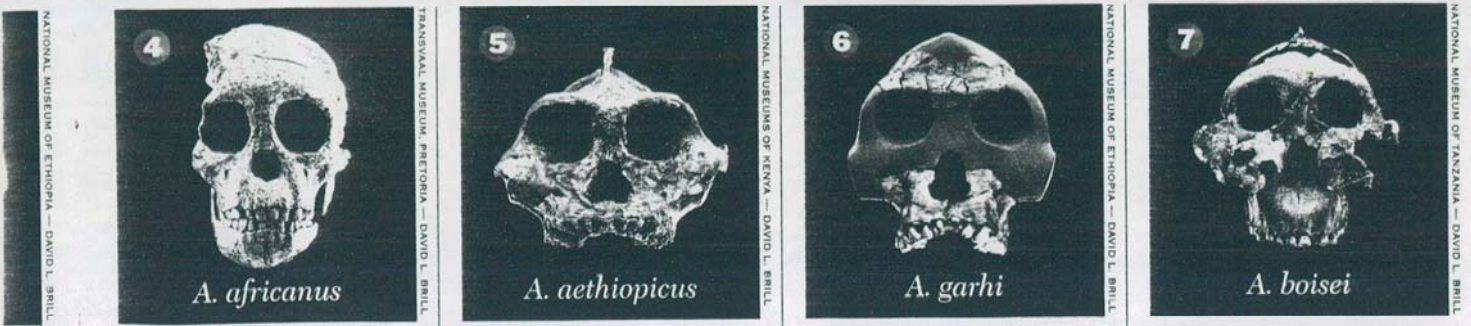 NATIONAL MUSEUM OF ETHIOPIA — DAVID L. BRILL
4
A. africanus
TRANSVAAL MUSEUM, PRETORIA — DAVID L. BRILL
5
A. aethiopicus
NATIONAL MUSEUMS OF KENYA — DAVID L. BRILL
6
A. garhi
NATIONAL MUSEUM OF ETHIOPIA — DAVID L. BRILL
7
A. boisei
NATIONAL MUSEUM OF TANZANIA — DAVID L. BRILL